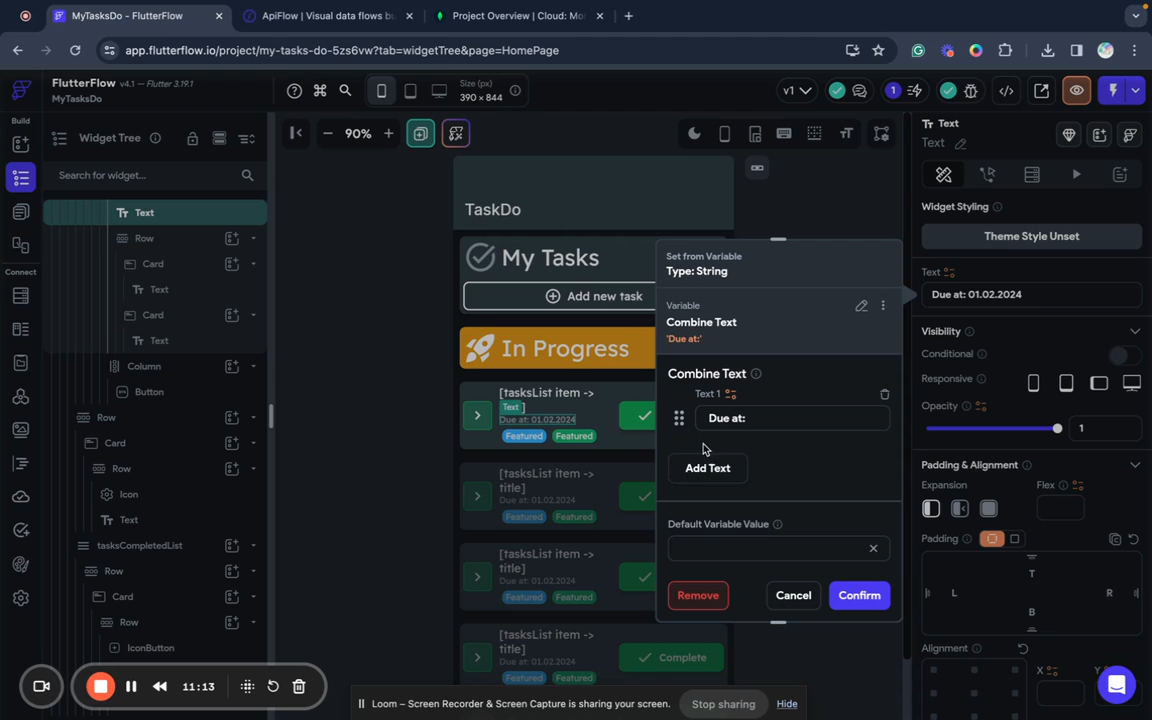 MyTasksDo - FlutterFlow
ApiFlow | Visual data flows bu
Project Overview | Cloud: Mon
app.flutterflow.io/project/my-tasks-do-5zs6vw?tab=widgetTree&page=HomePage
FlutterFlow v4.1 — Flutter 3.19.1
MyTasksDo
Size (px)
390 × 844
v1
1
Build
Widget Tree
90%
Search for widget...
Text
Row
Card
Text
Card
Text
Column
Button
Row
Card
Row
Icon
Text
tasksCompletedList
Row
Card
Row
IconButton
Connect
TaskDo
My Tasks
Add new task
In Progress
[tasksList item ->
Text
]
Due at: 01.02.2024
Featured
Featured
[tasksList item ->
title]
Due at: 01.02.2024
Featured
Featured
[tasksList item ->
title]
Due at: 01.02.2024
Featured
Featured
[tasksList item ->
title]
Due at: 01.02.2024
Featured
Featured
Complete
Set from Variable
Type: String
Variable
Combine Text
'Due at:'
Combine Text
Text 1
Due at:
Add Text
Default Variable Value
Remove
Cancel
Confirm
Text
Text
Widget Styling
Theme Style Unset
Text
Due at: 01.02.2024
Visibility
Conditional
Responsive
Opacity
1
Padding & Alignment
Expansion
Flex
Padding
T
L
R
B
Alignment
X
Y
11:13
Loom – Screen Recorder & Screen Capture is sharing your screen.
Stop sharing
Hide